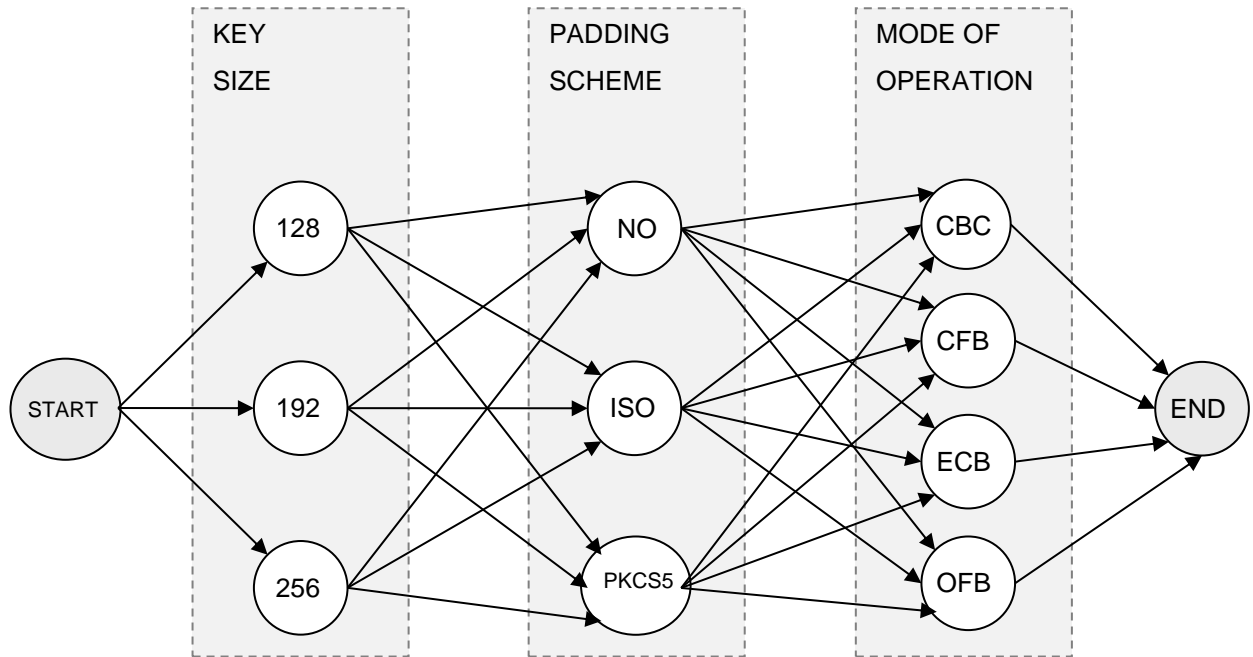 KEY
SIZE
PADDING
SCHEME
MODE OF
OPERATION
128
NO
CBC
CFB
START
192
ISO
END
ECB
256
PKCS5
OFB